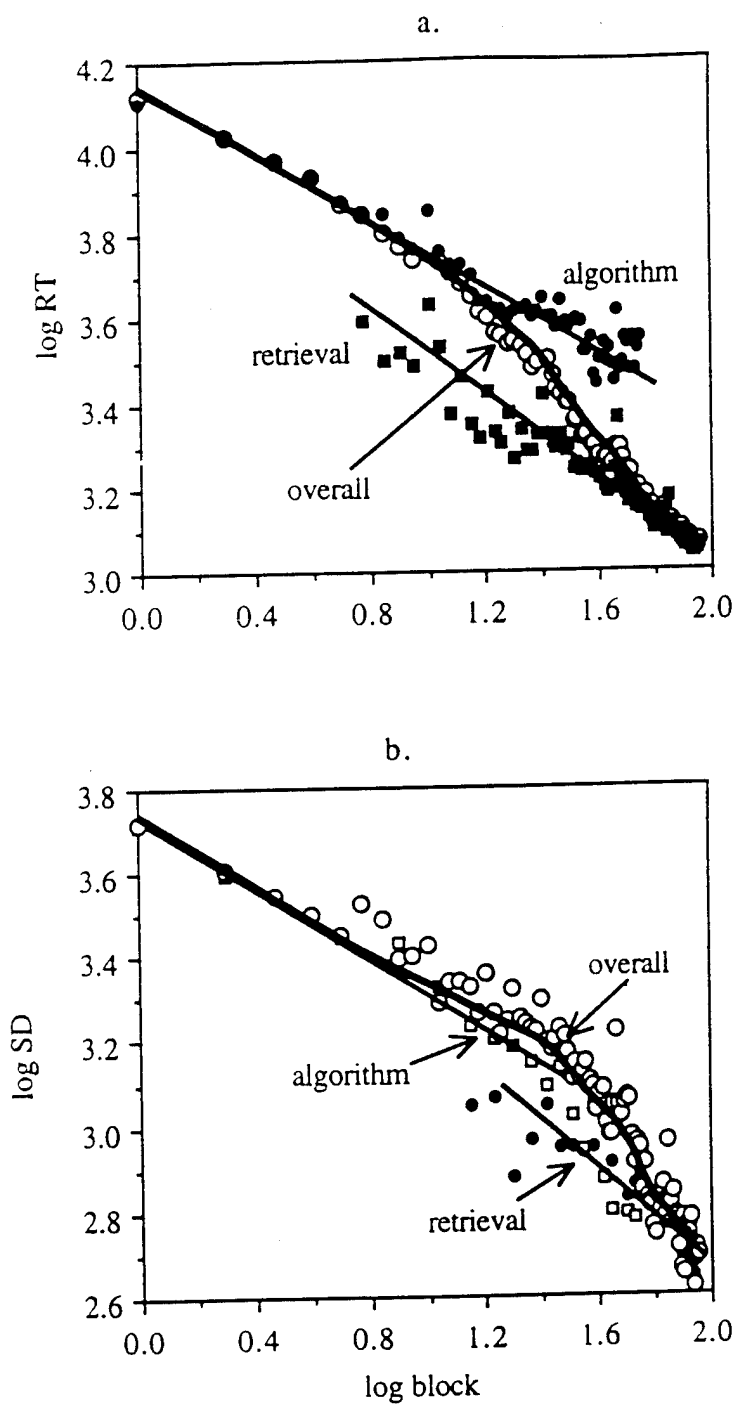 a.
4.2
4.0
3.8
3.6
3.4
3.2
3.0
log RT
algorithm
retrieval
overall
0.0 0.4 0.8 1.2 1.6 2.0
b.
3.8
3.6
3.4
3.2
3.0
2.8
2.6
log SD
overall
algorithm
retrieval
0.0 0.4 0.8 1.2 1.6 2.0
log block